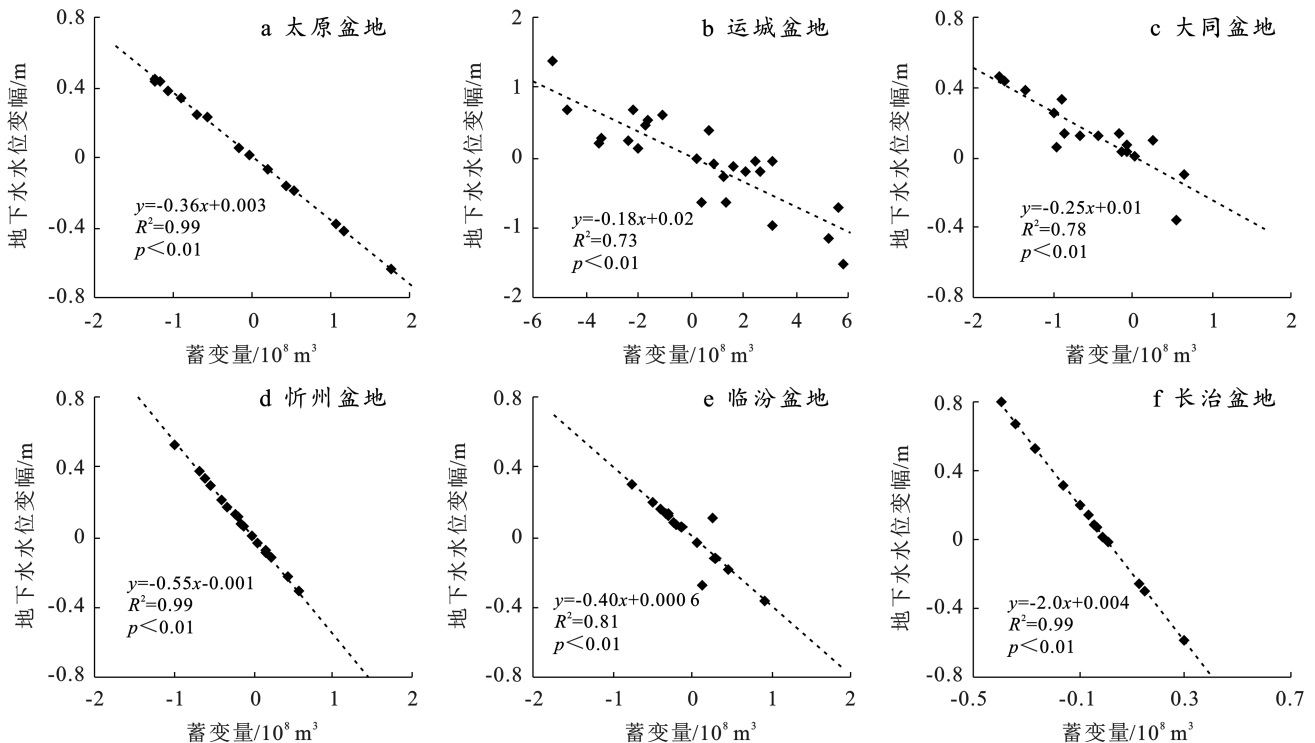 a 太原盆地
0.8
0.4
0
-0.4
-0.8
地下水水位变幅/m
y=-0.36x+0.003
R²=0.99
p<0.01
-2 -1 0 1 2
蓄变量/10⁸ m³
b 运城盆地
2
1
0
-1
-2
地下水水位变幅/m
y=-0.18x+0.02
R²=0.73
p<0.01
-6 -4 -2 0 2 4 6
蓄变量/10⁸ m³
c 大同盆地
0.8
0.4
0
-0.4
-0.8
地下水水位变幅/m
y=-0.25x+0.01
R²=0.78
p<0.01
-2 -1 0 1 2
蓄变量/10⁸ m³
d 忻州盆地
0.8
0.4
0
-0.4
-0.8
地下水水位变幅/m
y=-0.55x-0.001
R²=0.99
p<0.01
-2 -1 0 1 2
蓄变量/10⁸ m³
e 临汾盆地
0.8
0.4
0
-0.4
-0.8
地下水水位变幅/m
y=-0.40x+0.000 6
R²=0.81
p<0.01
-2 -1 0 1 2
蓄变量/10⁸ m³
f 长治盆地
0.8
0.4
0
-0.4
-0.8
地下水水位变幅/m
y=-2.0x+0.004
R²=0.99
p<0.01
-0.5 -0.1 0.3 0.7
蓄变量/10⁸ m³